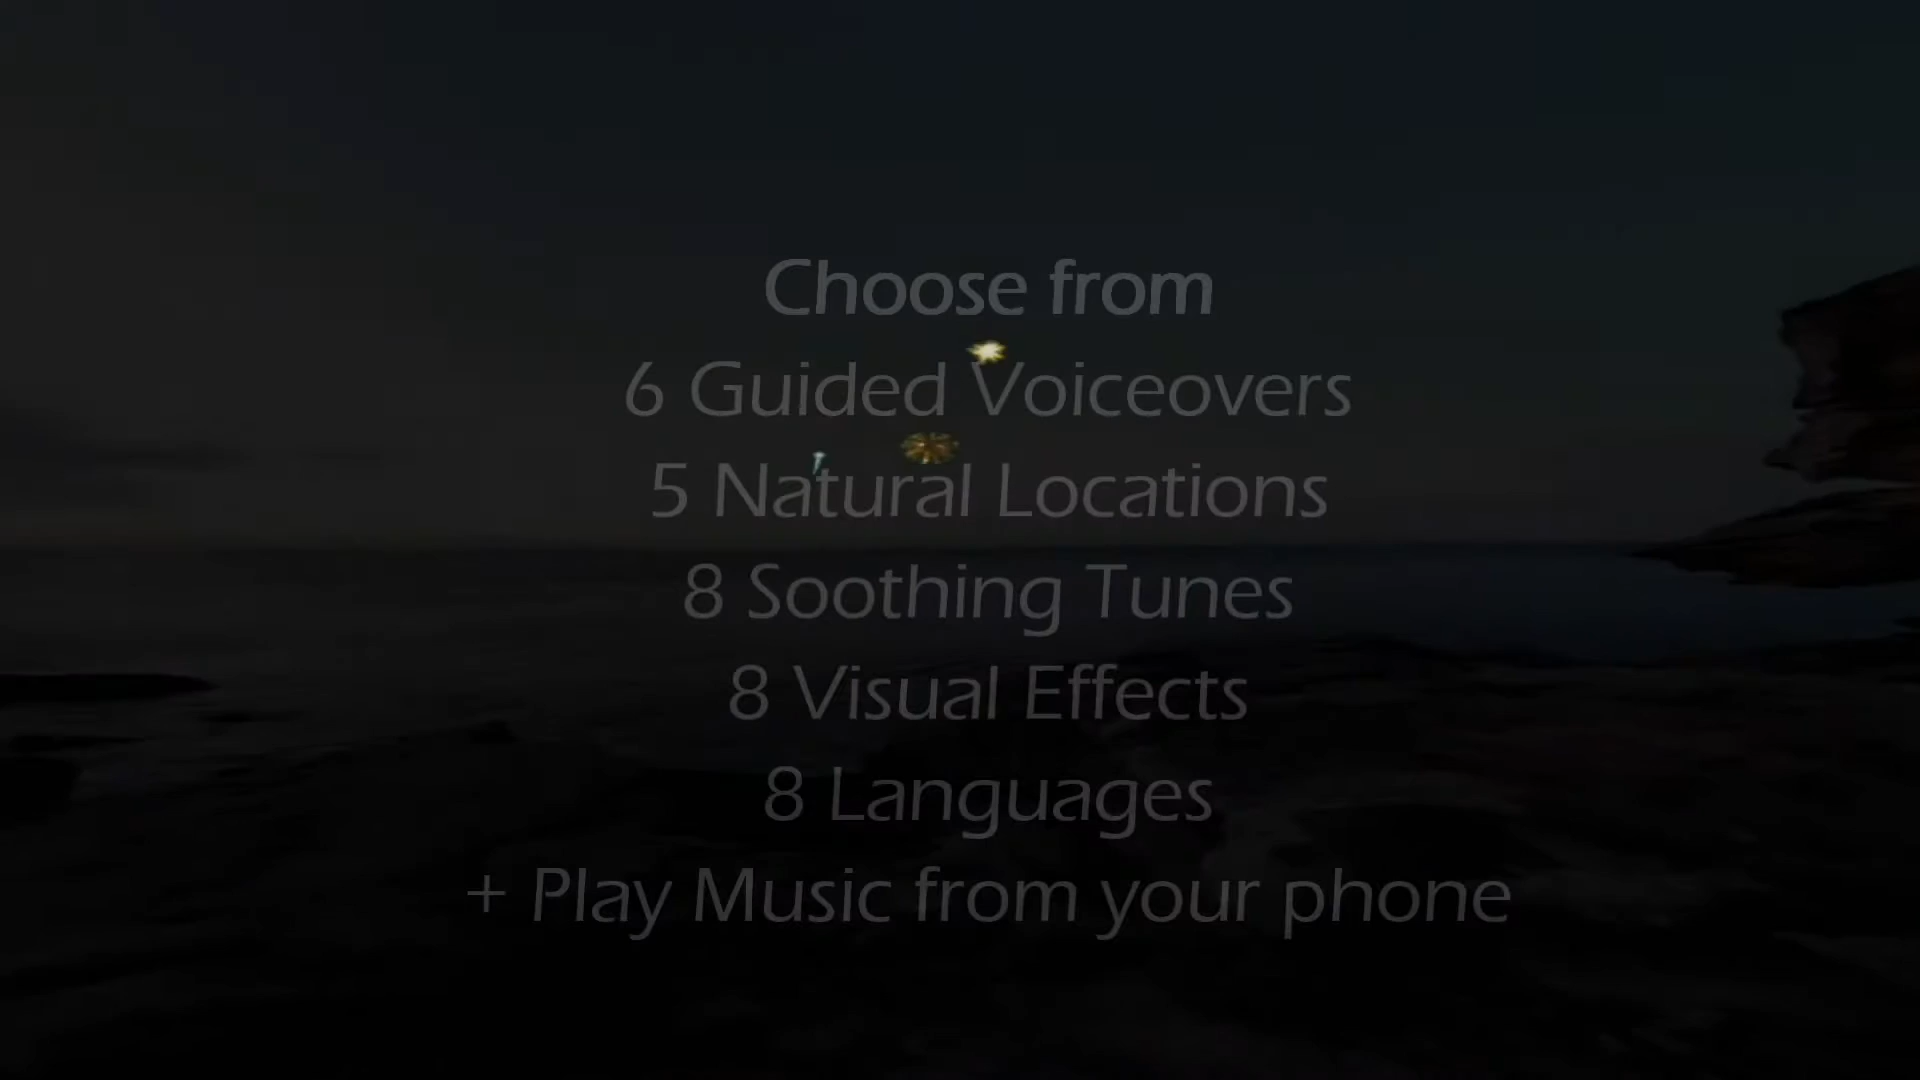 Choose from
6 Guided Voiceovers
5 Natural Locations
8 Soothing Tunes
8 Visual Effects
8 Languages
+ Play Music from your phone